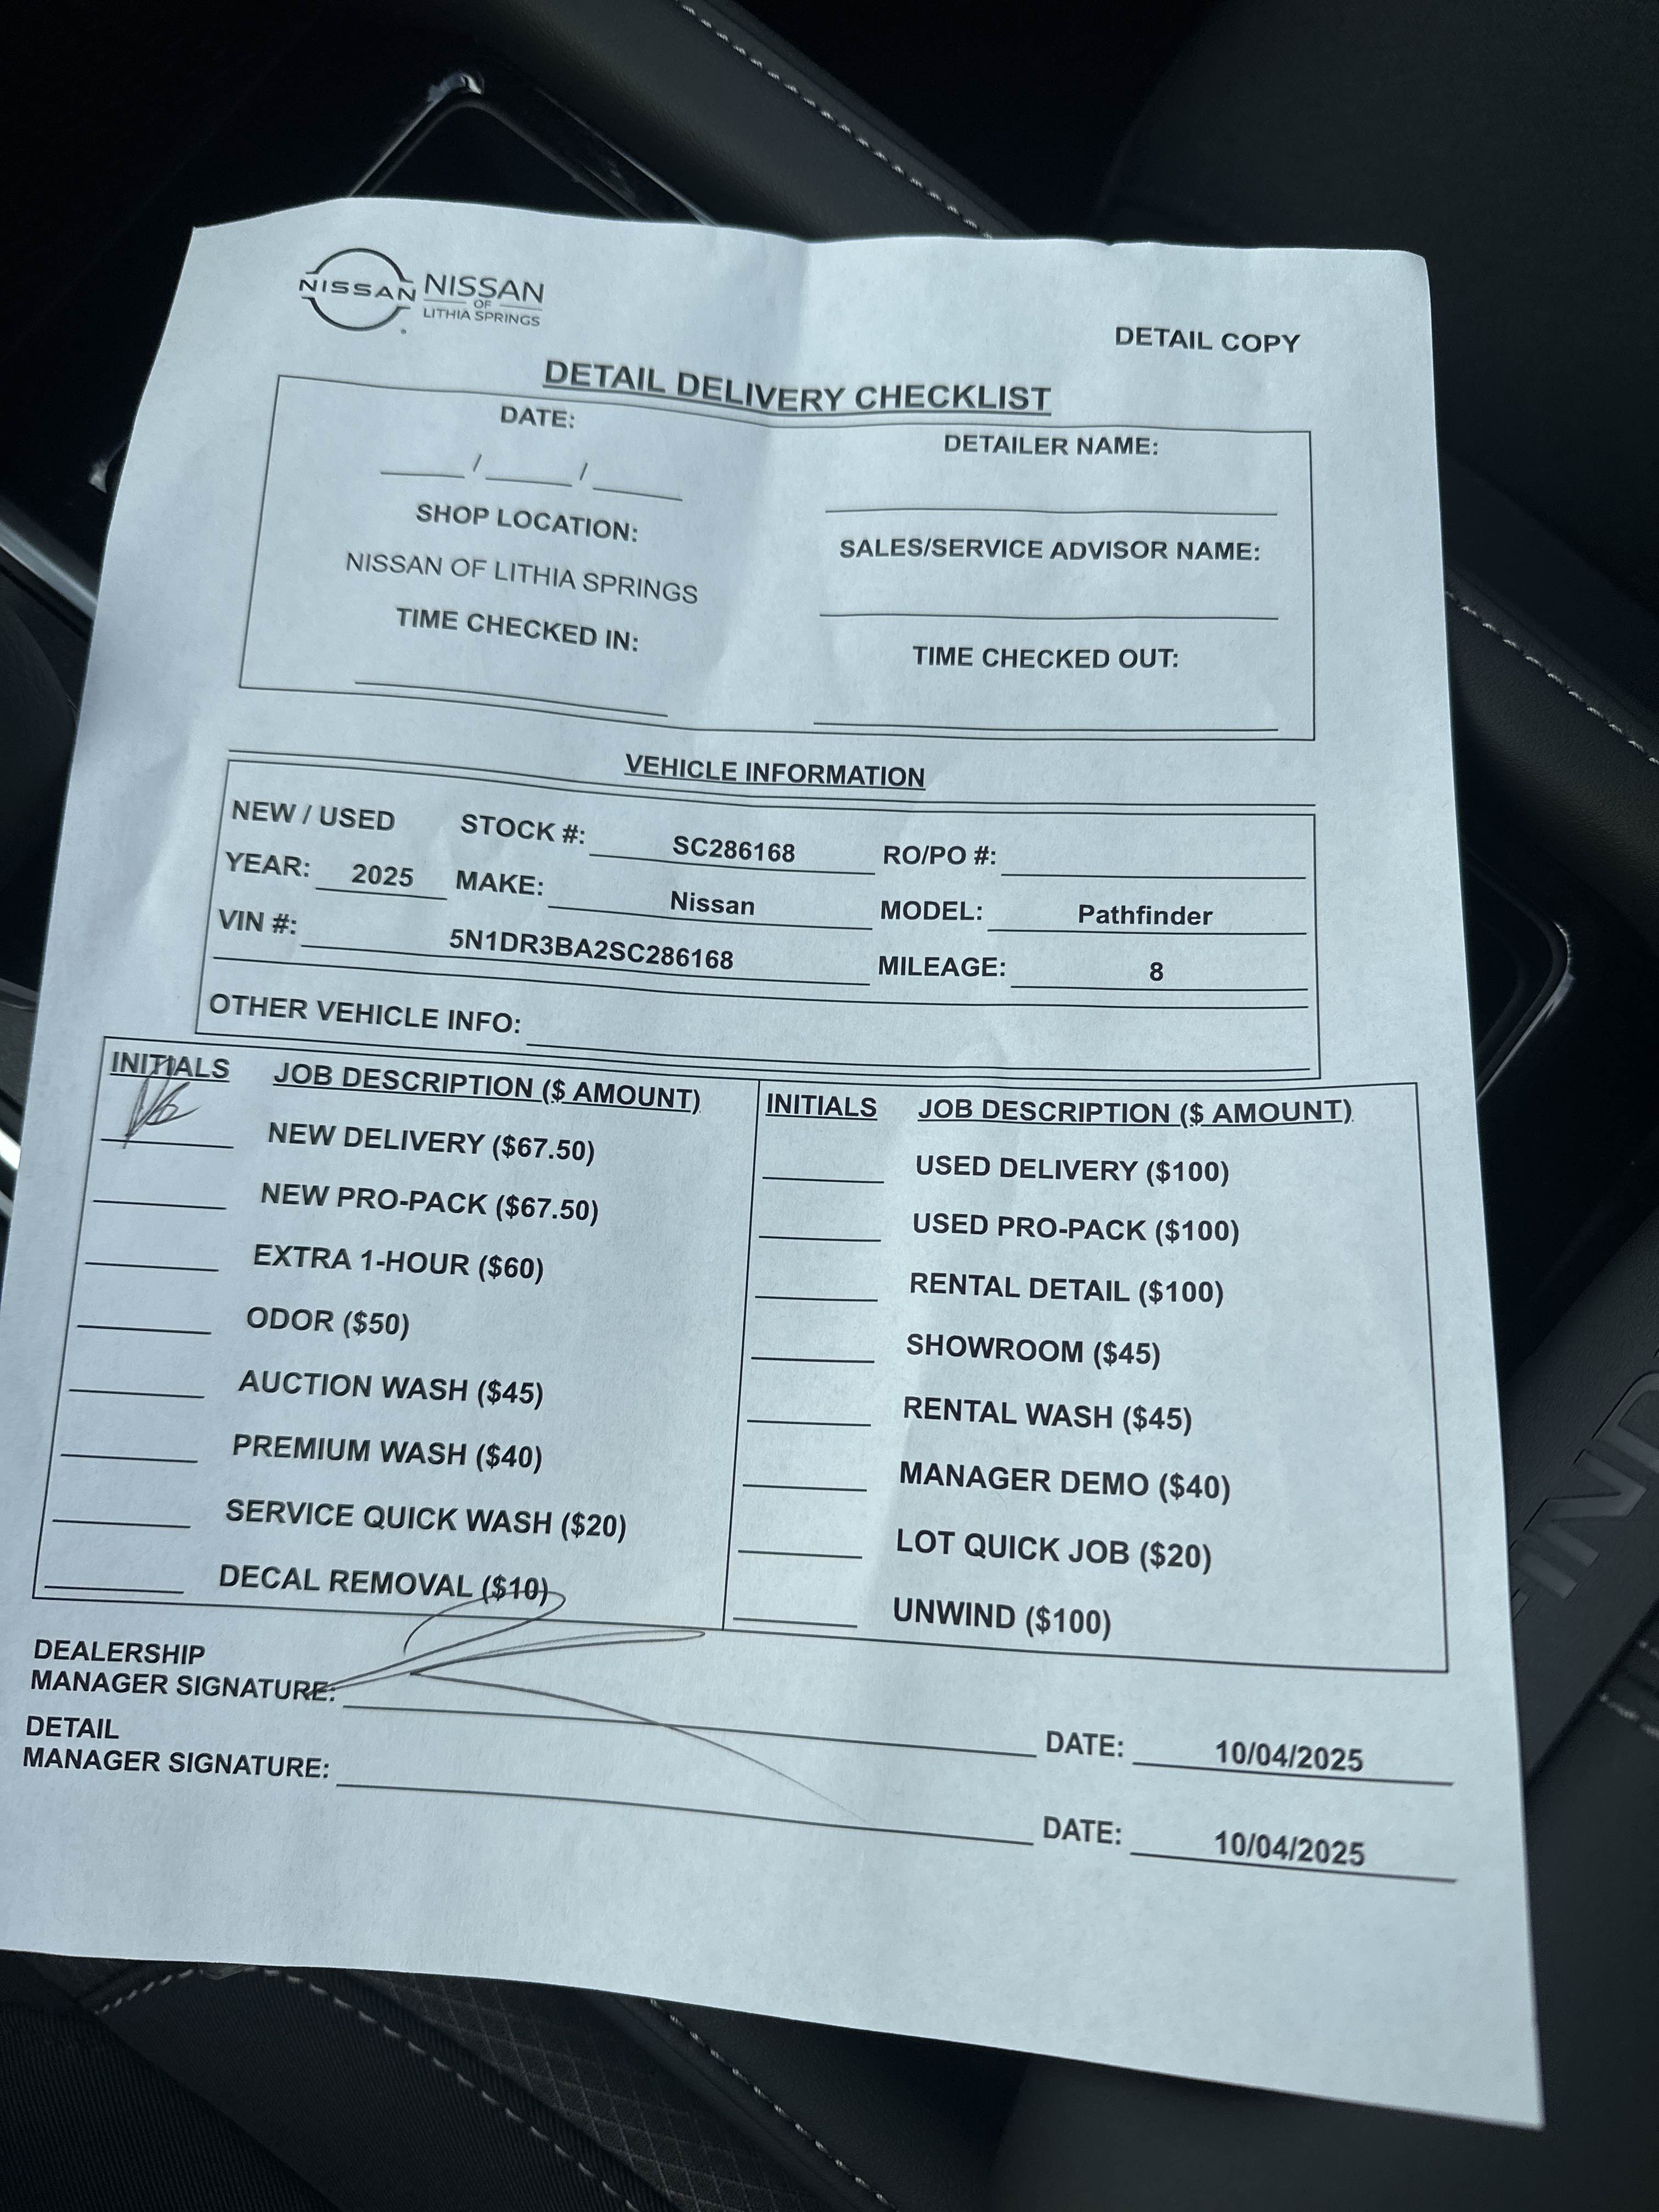 NISSAN NISSAN
OF
LITHIA SPRINGS
DETAIL COPY
DETAIL DELIVERY CHECKLIST
DATE:
DETAILER NAME:
/ /
SHOP LOCATION:
SALES/SERVICE ADVISOR NAME:
NISSAN OF LITHIA SPRINGS
TIME CHECKED IN:
TIME CHECKED OUT:
VEHICLE INFORMATION
NEW / USED STOCK #: SC286168 RO/PO #:
YEAR: 2025 MAKE: Nissan MODEL: Pathfinder
VIN #: 5N1DR3BA2SC286168 MILEAGE: 8
OTHER VEHICLE INFO:
INITIALS JOB DESCRIPTION ($ AMOUNT)
NEW DELIVERY ($67.50)
NEW PRO-PACK ($67.50)
EXTRA 1-HOUR ($60)
ODOR ($50)
AUCTION WASH ($45)
PREMIUM WASH ($40)
SERVICE QUICK WASH ($20)
DECAL REMOVAL ($10)
INITIALS JOB DESCRIPTION ($ AMOUNT)
USED DELIVERY ($100)
USED PRO-PACK ($100)
RENTAL DETAIL ($100)
SHOWROOM ($45)
RENTAL WASH ($45)
MANAGER DEMO ($40)
LOT QUICK JOB ($20)
UNWIND ($100)
DEALERSHIP
MANAGER SIGNATURE: DATE: 10/04/2025
DETAIL
MANAGER SIGNATURE: DATE: 10/04/2025